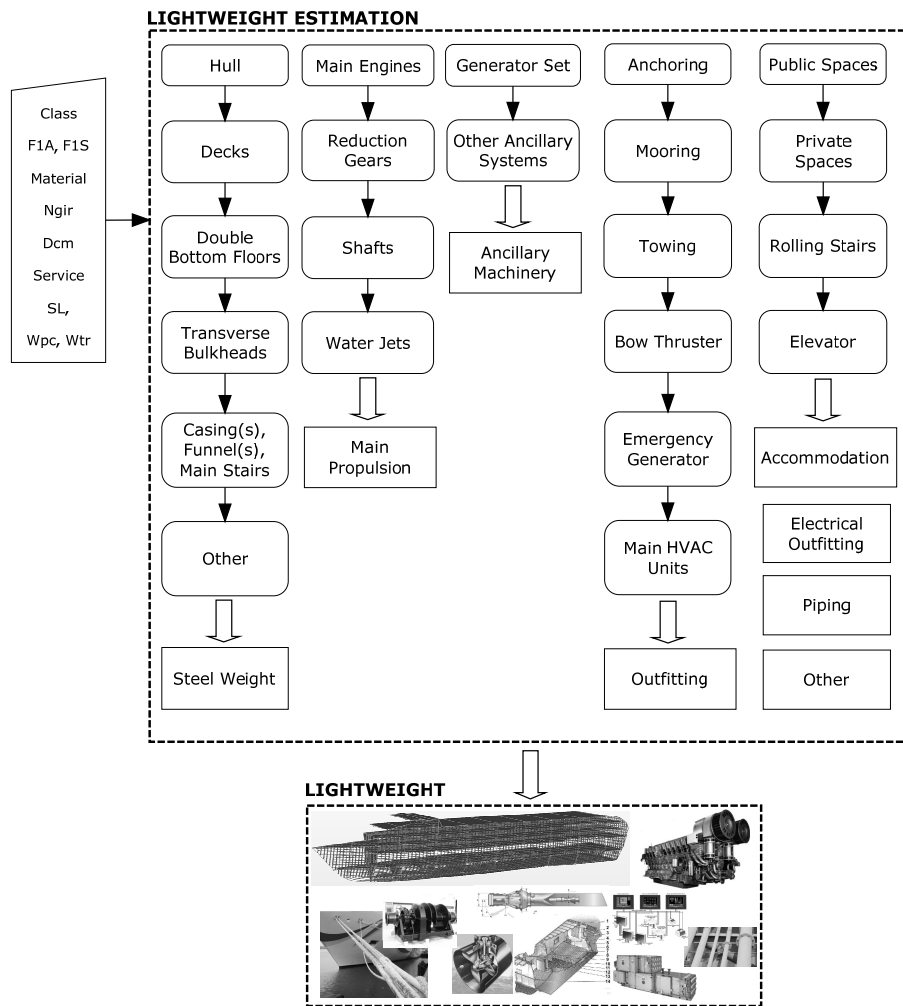 LIGHTWEIGHT ESTIMATION
Class
F1A, F1S
Material
Ngir
Dcm
Service
SL,
Wpc, Wtr
Hull
Decks
Double
Bottom Floors
Transverse
Bulkheads
Casing(s),
Funnel(s),
Main Stairs
Other
Steel Weight
Main Engines
Reduction
Gears
Shafts
Water Jets
Main
Propulsion
Generator Set
Other Ancillary
Systems
Ancillary
Machinery
Anchoring
Mooring
Towing
Bow Thruster
Emergency
Generator
Main HVAC
Units
Outfitting
Public Spaces
Private
Spaces
Rolling Stairs
Elevator
Accommodation
Electrical
Outfitting
Piping
Other
LIGHTWEIGHT